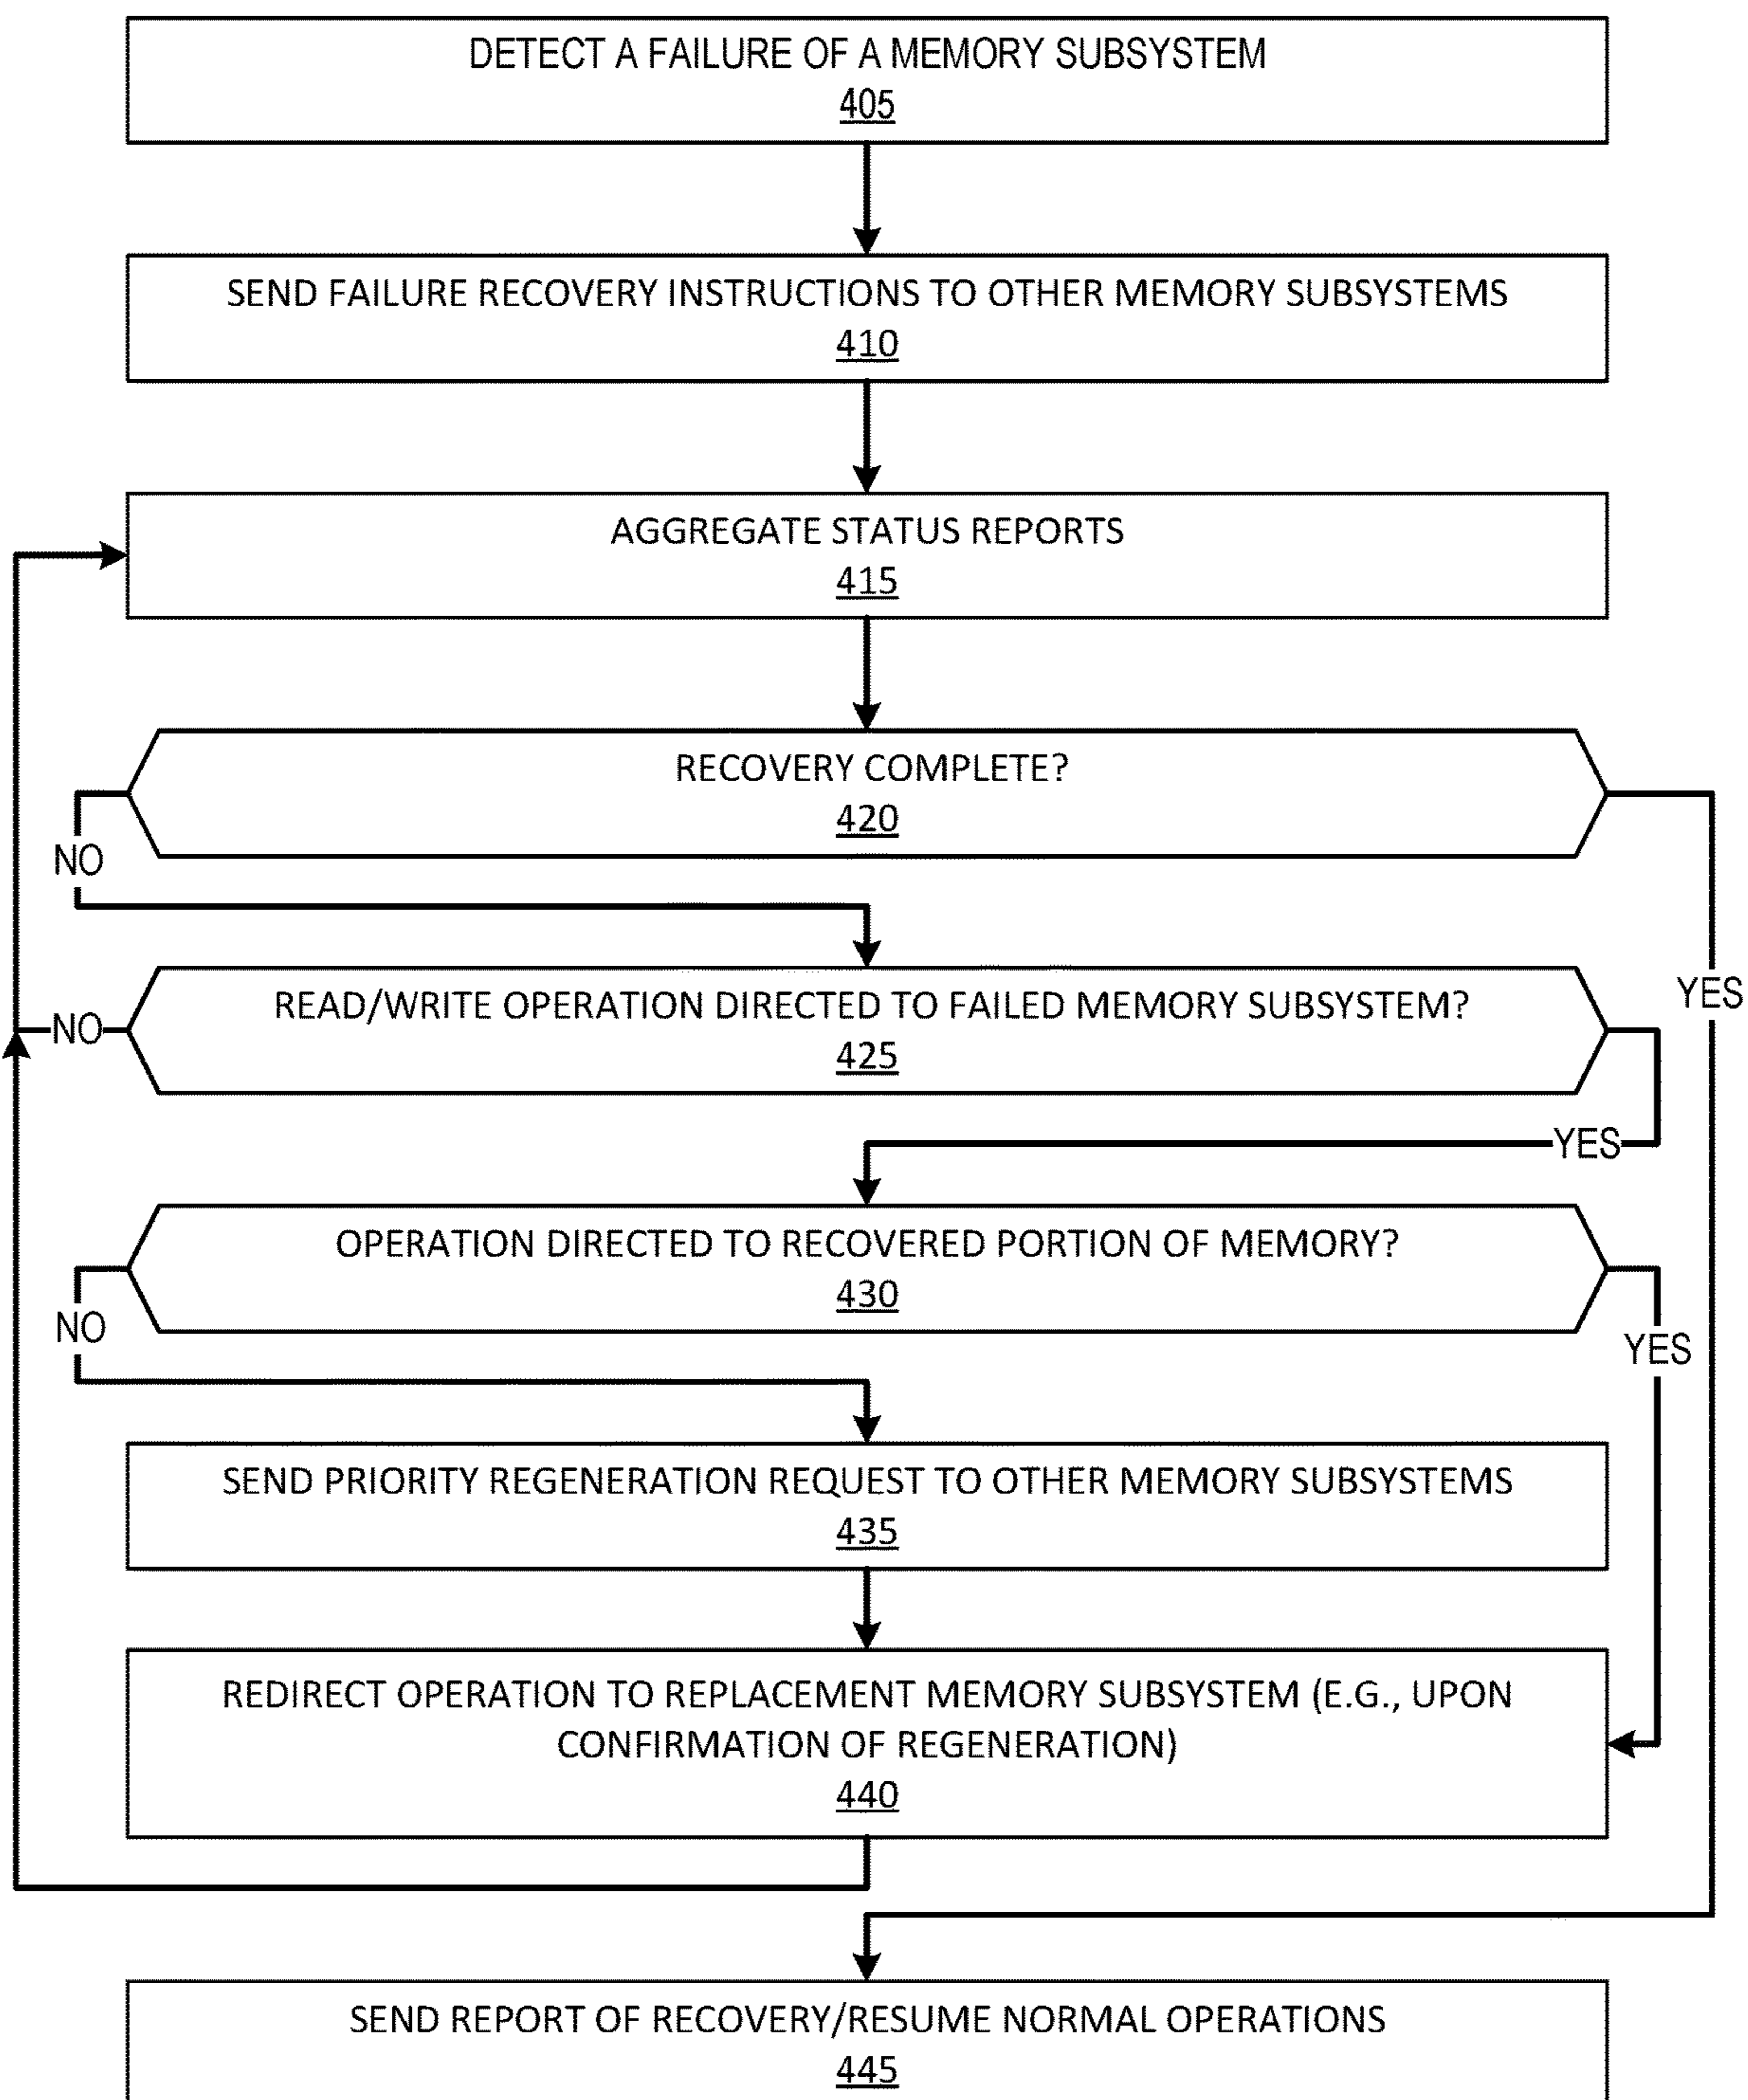 DETECT A FAILURE OF A MEMORY SUBSYSTEM
405
SEND FAILURE RECOVERY INSTRUCTIONS TO OTHER MEMORY SUBSYSTEMS
410
AGGREGATE STATUS REPORTS
415
RECOVERY COMPLETE?
420
NO
YES
READ/WRITE OPERATION DIRECTED TO FAILED MEMORY SUBSYSTEM?
425
NO
YES
OPERATION DIRECTED TO RECOVERED PORTION OF MEMORY?
430
NO
YES
SEND PRIORITY REGENERATION REQUEST TO OTHER MEMORY SUBSYSTEMS
435
REDIRECT OPERATION TO REPLACEMENT MEMORY SUBSYSTEM (E.G., UPON
CONFIRMATION OF REGENERATION)
440
SEND REPORT OF RECOVERY/RESUME NORMAL OPERATIONS
445